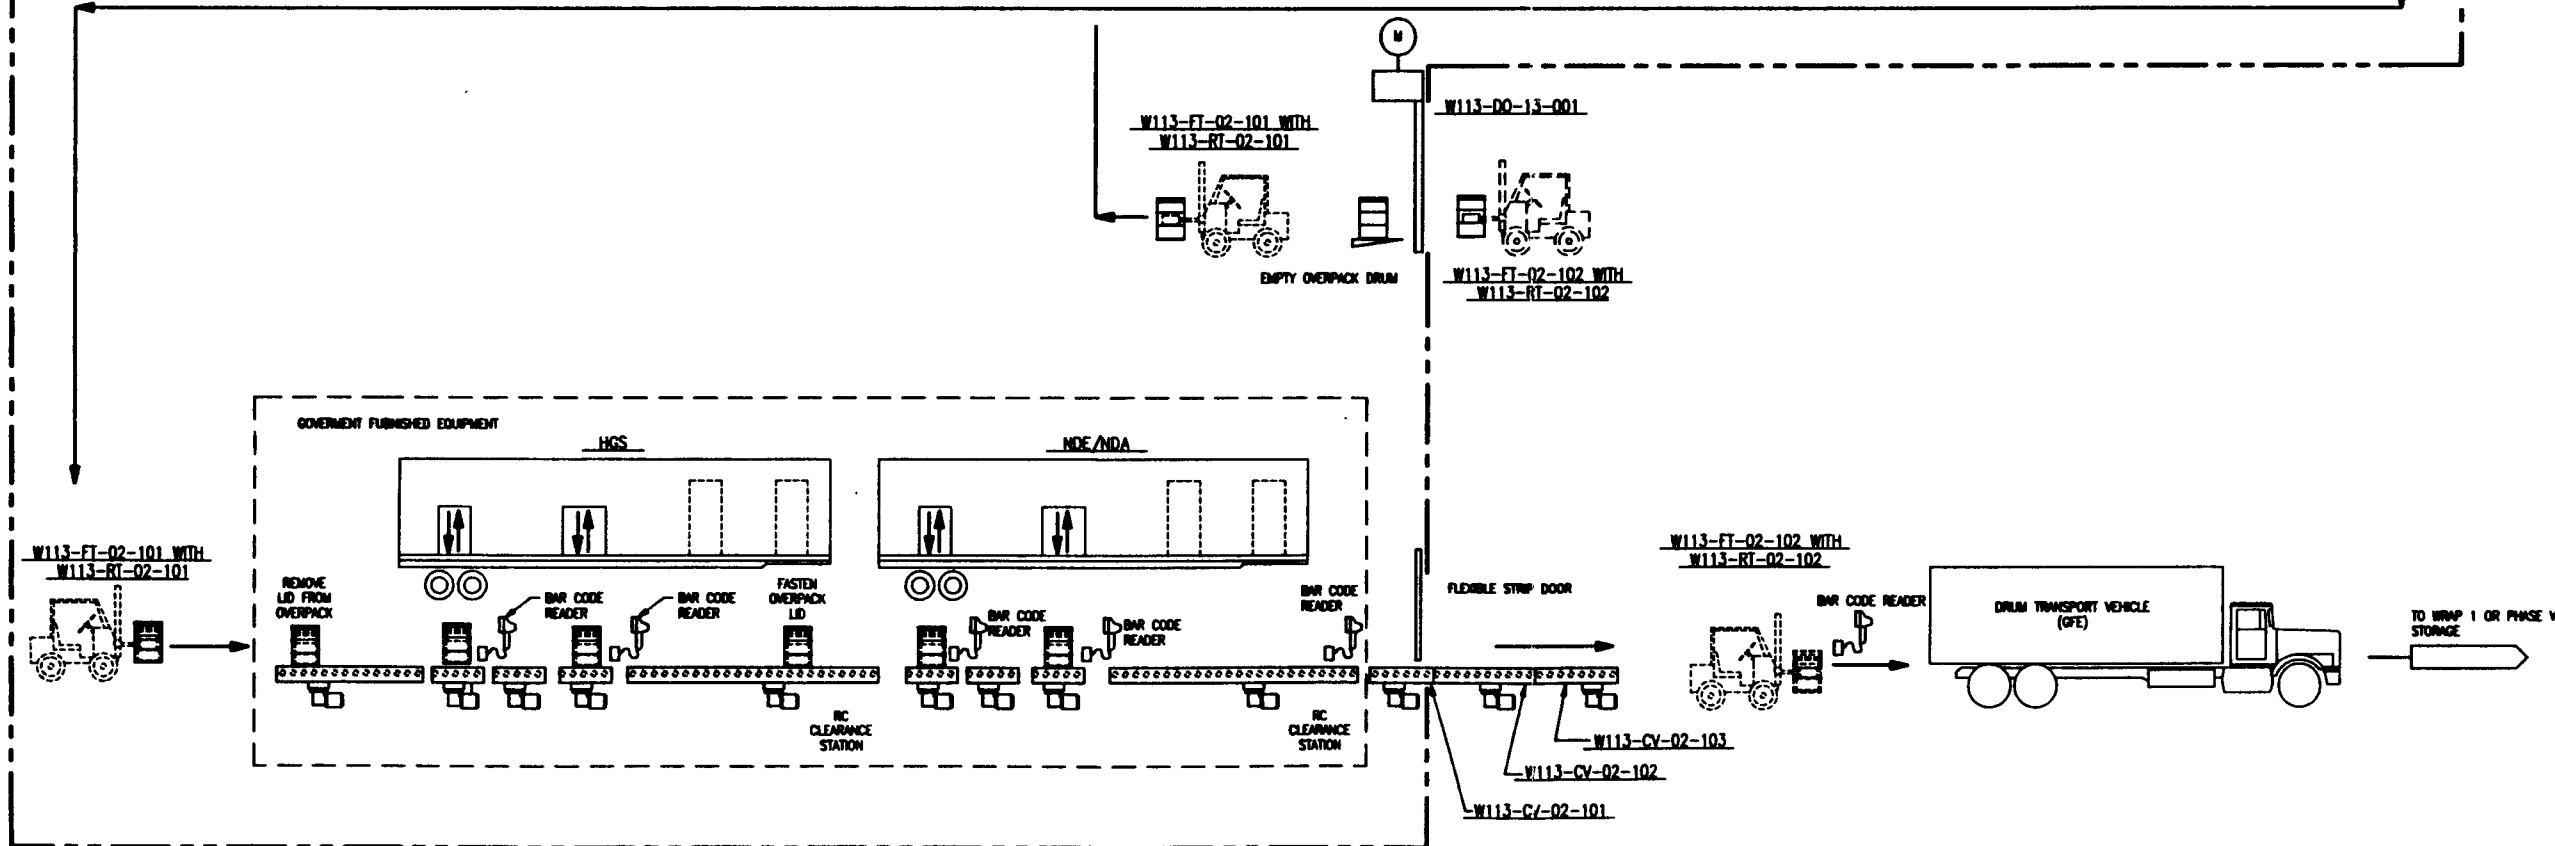 M
W113-DO-13-001
W113-FT-02-101 WITH
W113-RT-02-101
EMPTY OVERPACK DRUM
W113-FT-02-102 WITH
W113-RT-02-102
GOVERMENT FURNISHED EQUIPMENT
HGS
NDE/NDA
W113-FT-02-101 WITH
W113-RT-02-101
REMOVE
LID FROM
OVERPACK
BAR CODE
READER
BAR CODE
READER
FASTEN
OVERPACK
LID
BAR CODE
READER
BAR CODE
READER
BAR CODE
READER
FLEXIBLE STRIP DOOR
W113-FT-02-102 WITH
W113-RT-02-102
BAR CODE READER
DRUM TRANSPORT VEHICLE
(GFE)
TO WRAP 1 OR PHASE V
STORAGE
RC
CLEARANCE
STATION
RC
CLEARANCE
STATION
W113-CV-02-103
W113-CV-02-102
W113-CV-02-101